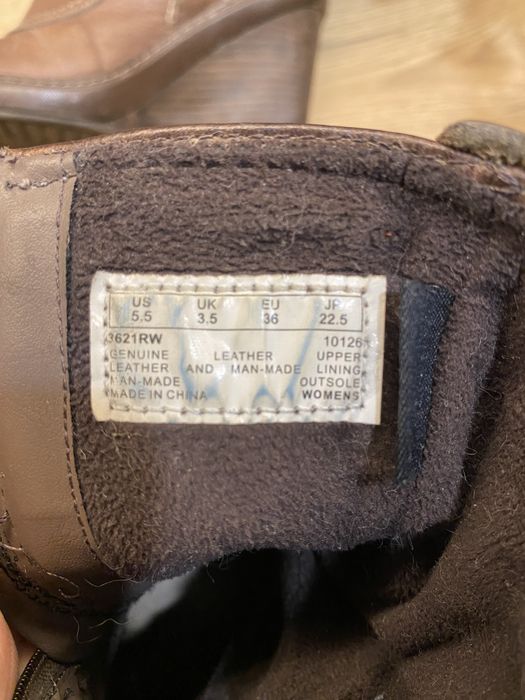 US UK EU JP
5.5 3.5 36 22.5
3621RW 10126
GENUINE LEATHER UPPER
LEATHER AND MAN-MADE LINING
MAN-MADE OUTSOLE
MADE IN CHINA WOMENS